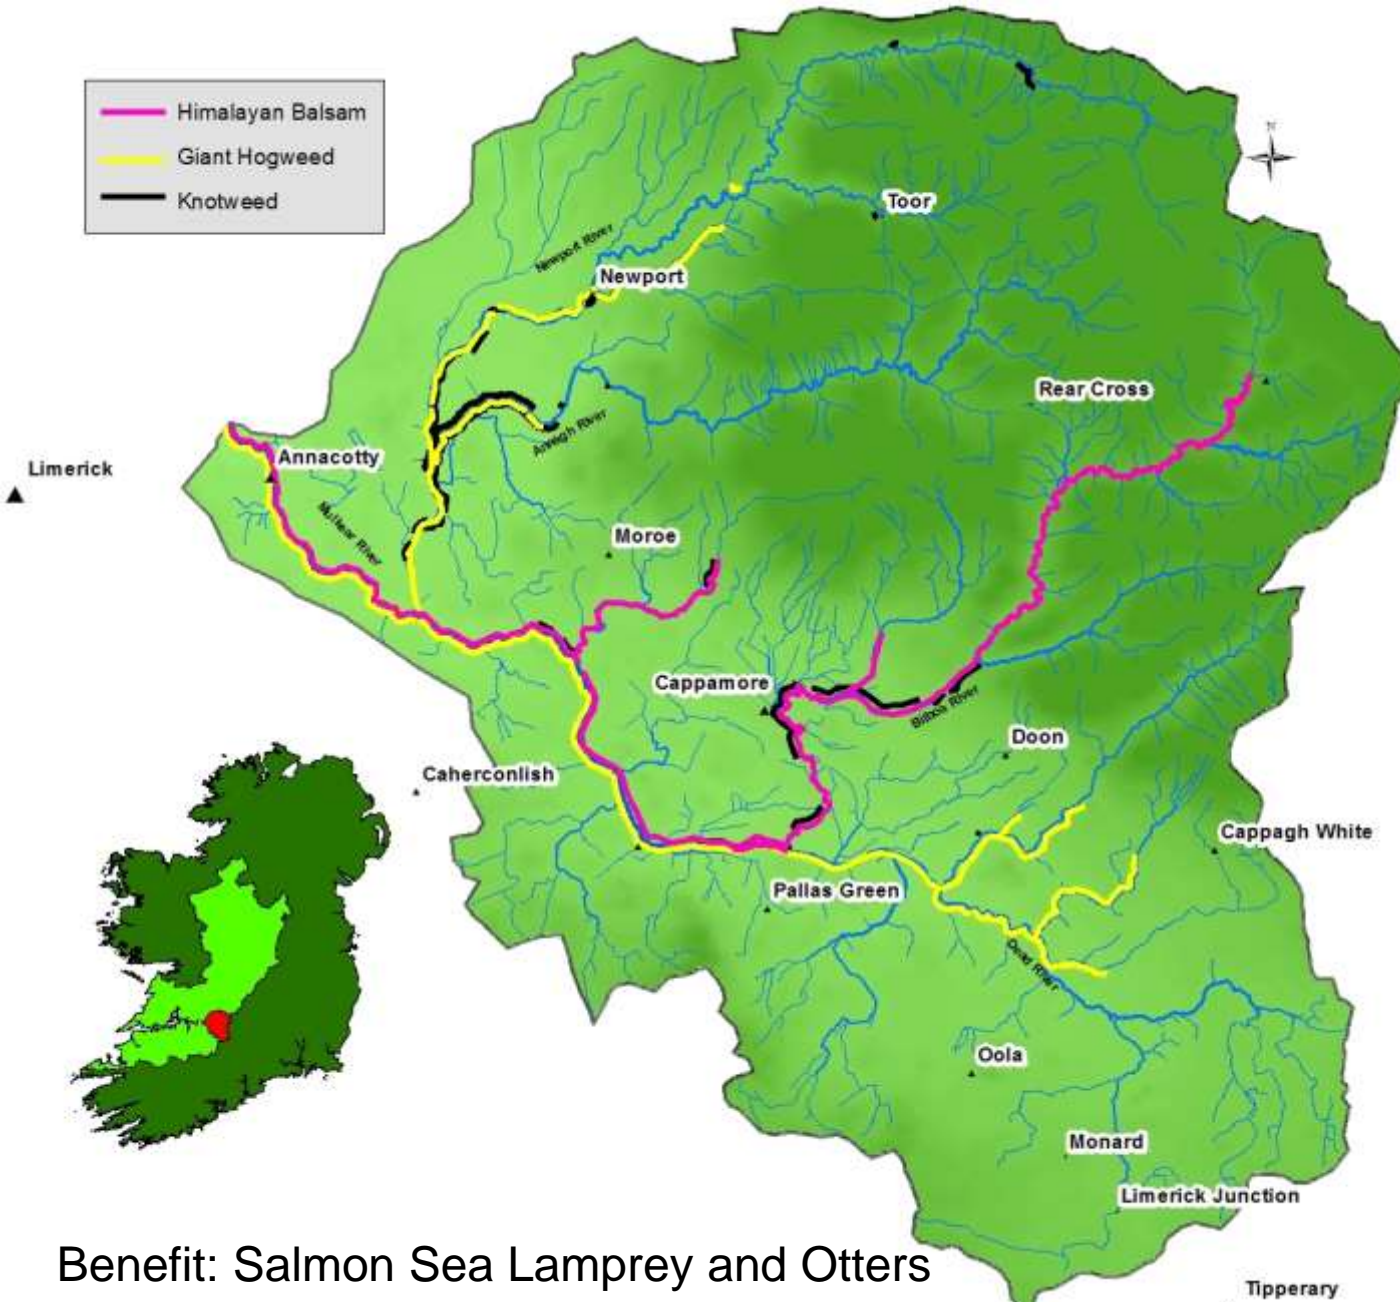 Himalayan Balsam
Giant Hogweed
Knotweed
N
Toor
Newport River
Newport
Rear Cross
Annagh River
Limerick
Annacotty
Mulkear River
Moroe
Cappamore
Bilboa River
Doon
Caherconlish
Cappagh White
Pallas Green
Dead River
Oola
Monard
Limerick Junction
Benefit: Salmon Sea Lamprey and Otters
Tipperary